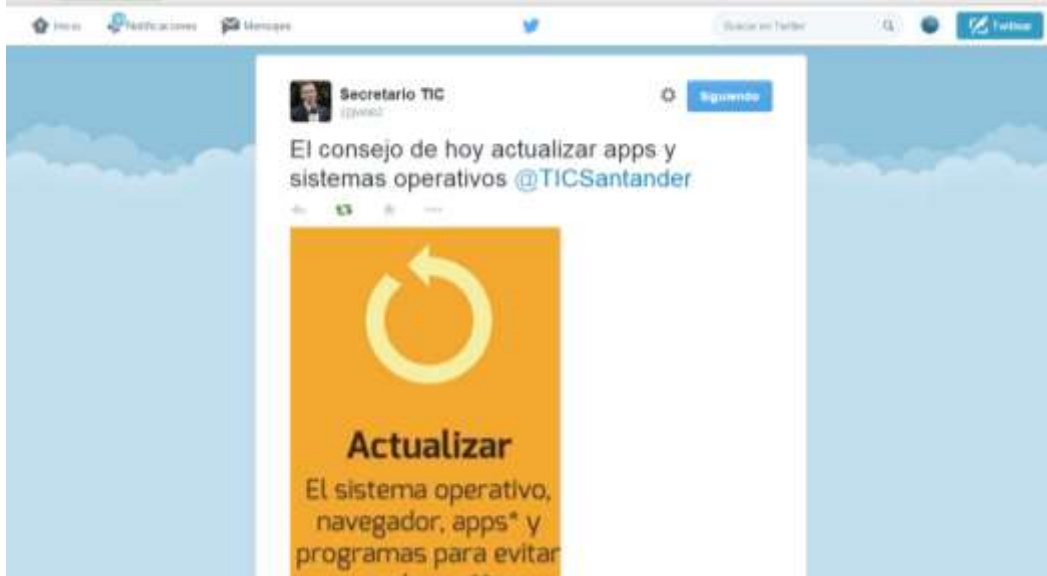 Inicio Notificaciones Mensajes Buscar en Twitter Twittear
Secretario TIC
Siguiendo
El consejo de hoy actualizar apps y
sistemas operativos @TICSantander
Actualizar
El sistema operativo,
navegador, apps* y
programas para evitar